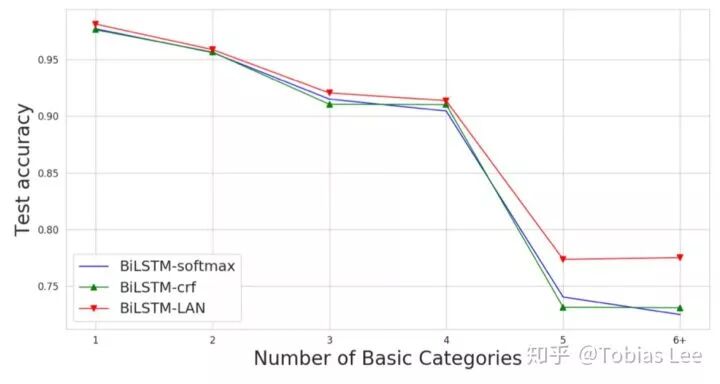 0.95
0.90
0.85
0.80
0.75
Test accuracy
BiLSTM-softmax
BiLSTM-crf
BiLSTM-LAN
1
2
3
4
5
6+
Number of Basic Categories
知乎 @Tobias Lee